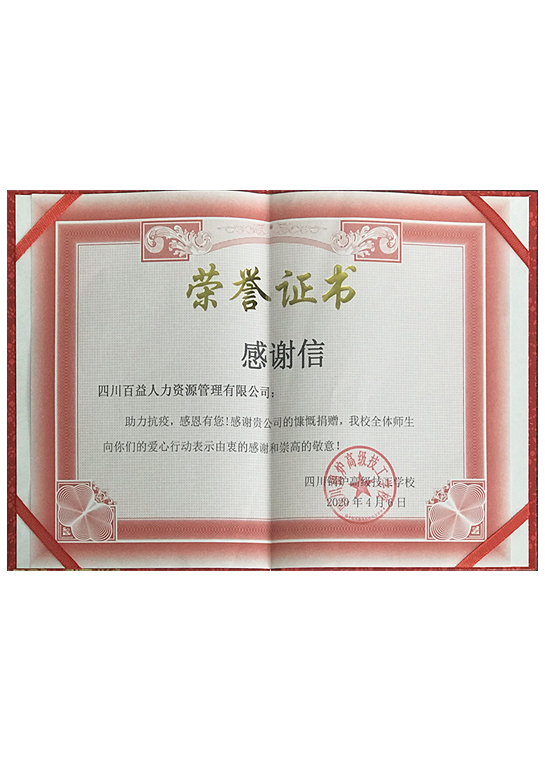 荣誉证书
感谢信
四川百益人力资源管理有限公司：
助力抗疫，感恩有您！感谢贵公司的慷慨捐赠，我校全体师生
向你们的爱心行动表示由衷的感谢和崇高的敬意！
四川锅炉高级技工学校
2020年4月6日